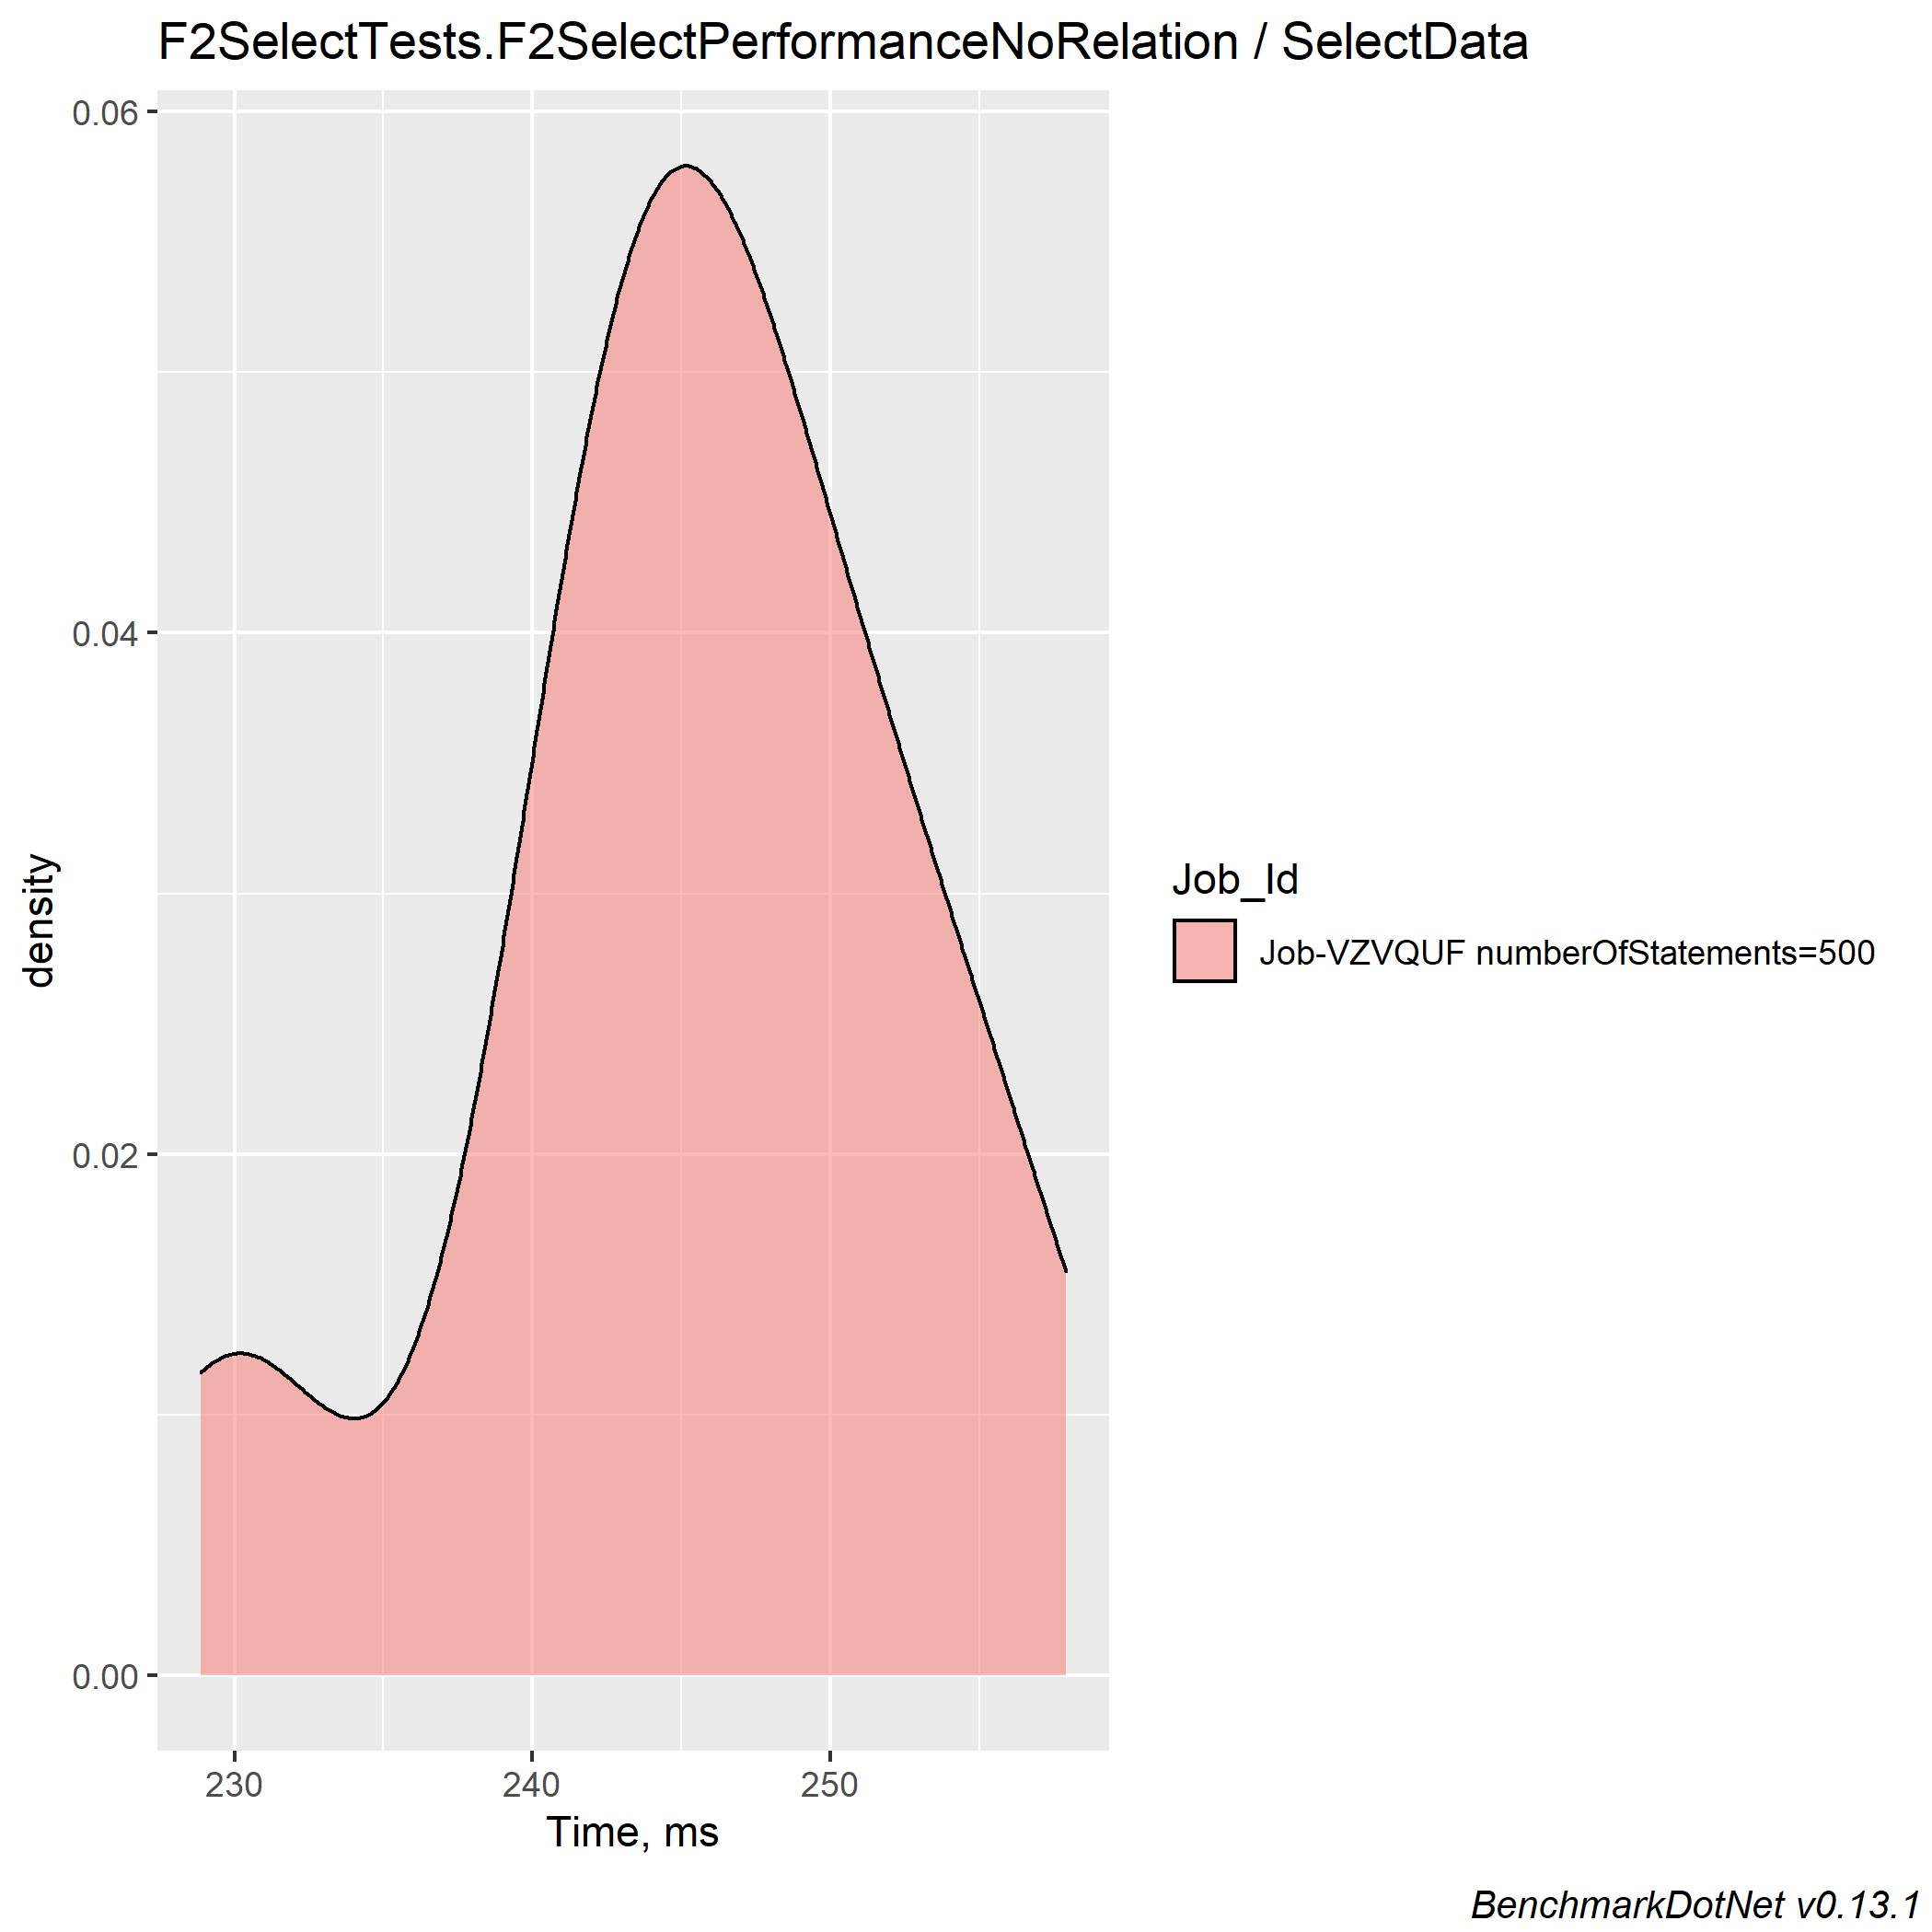 F2SelectTests.F2SelectPerformanceNoRelation / SelectData
0.06
0.04
0.02
0.00
density
230 240 250
Time, ms
Job_Id
Job-VZVQUF numberOfStatements=500
BenchmarkDotNet v0.13.1